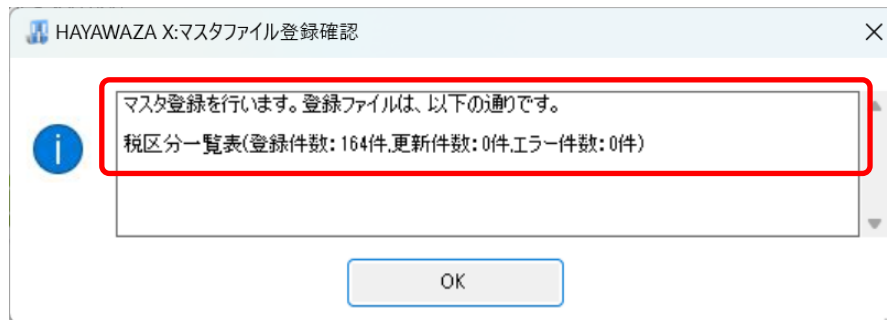 HAYAWAZA X:マスタファイル登録確認
マスタ登録を行います。登録ファイルは、以下の通りです。
税区分一覧表(登録件数:164件,更新件数:0件,エラー件数:0件)
OK